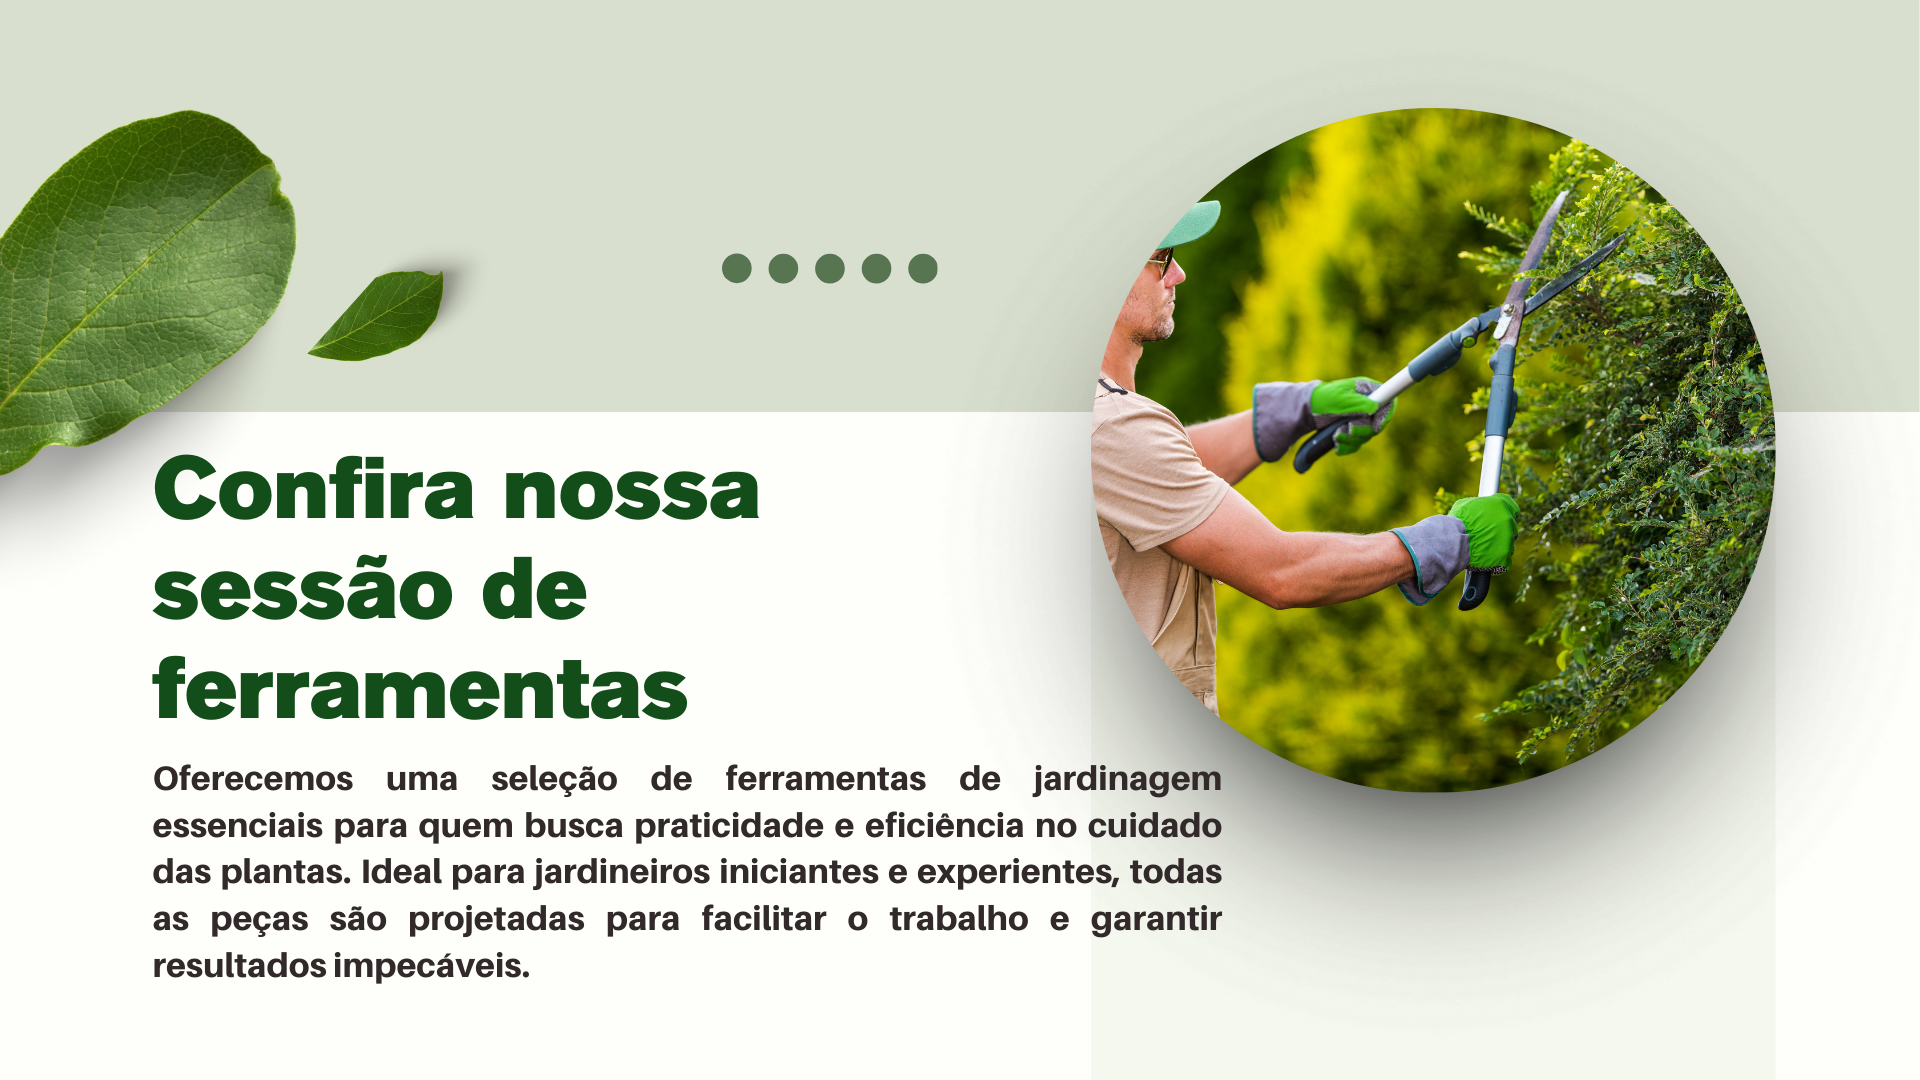 Confira nossa
sessão de
ferramentas
Oferecemos uma seleção de ferramentas de jardinagem
essenciais para quem busca praticidade e eficiência no cuidado
das plantas. Ideal para jardineiros iniciantes e experientes, todas
as peças são projetadas para facilitar o trabalho e garantir
resultados impecáveis.